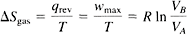 ΔS_gas = q_rev / T = w_max / T = R ln V_B / V_A